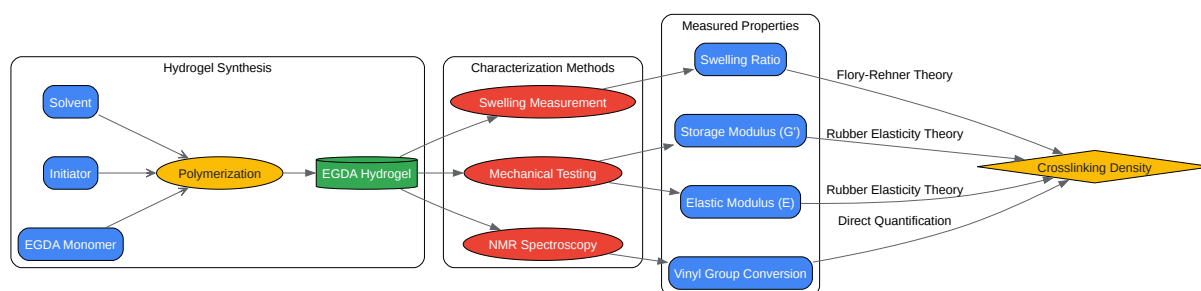 Hydrogel Synthesis
Solvent
Initiator
EGDA Monomer
Polymerization
EGDA Hydrogel
Characterization Methods
Swelling Measurement
Mechanical Testing
NMR Spectroscopy
Measured Properties
Swelling Ratio
Storage Modulus (G')
Elastic Modulus (E)
Vinyl Group Conversion
Flory-Rehner Theory
Rubber Elasticity Theory
Rubber Elasticity Theory
Direct Quantification
Crosslinking Density